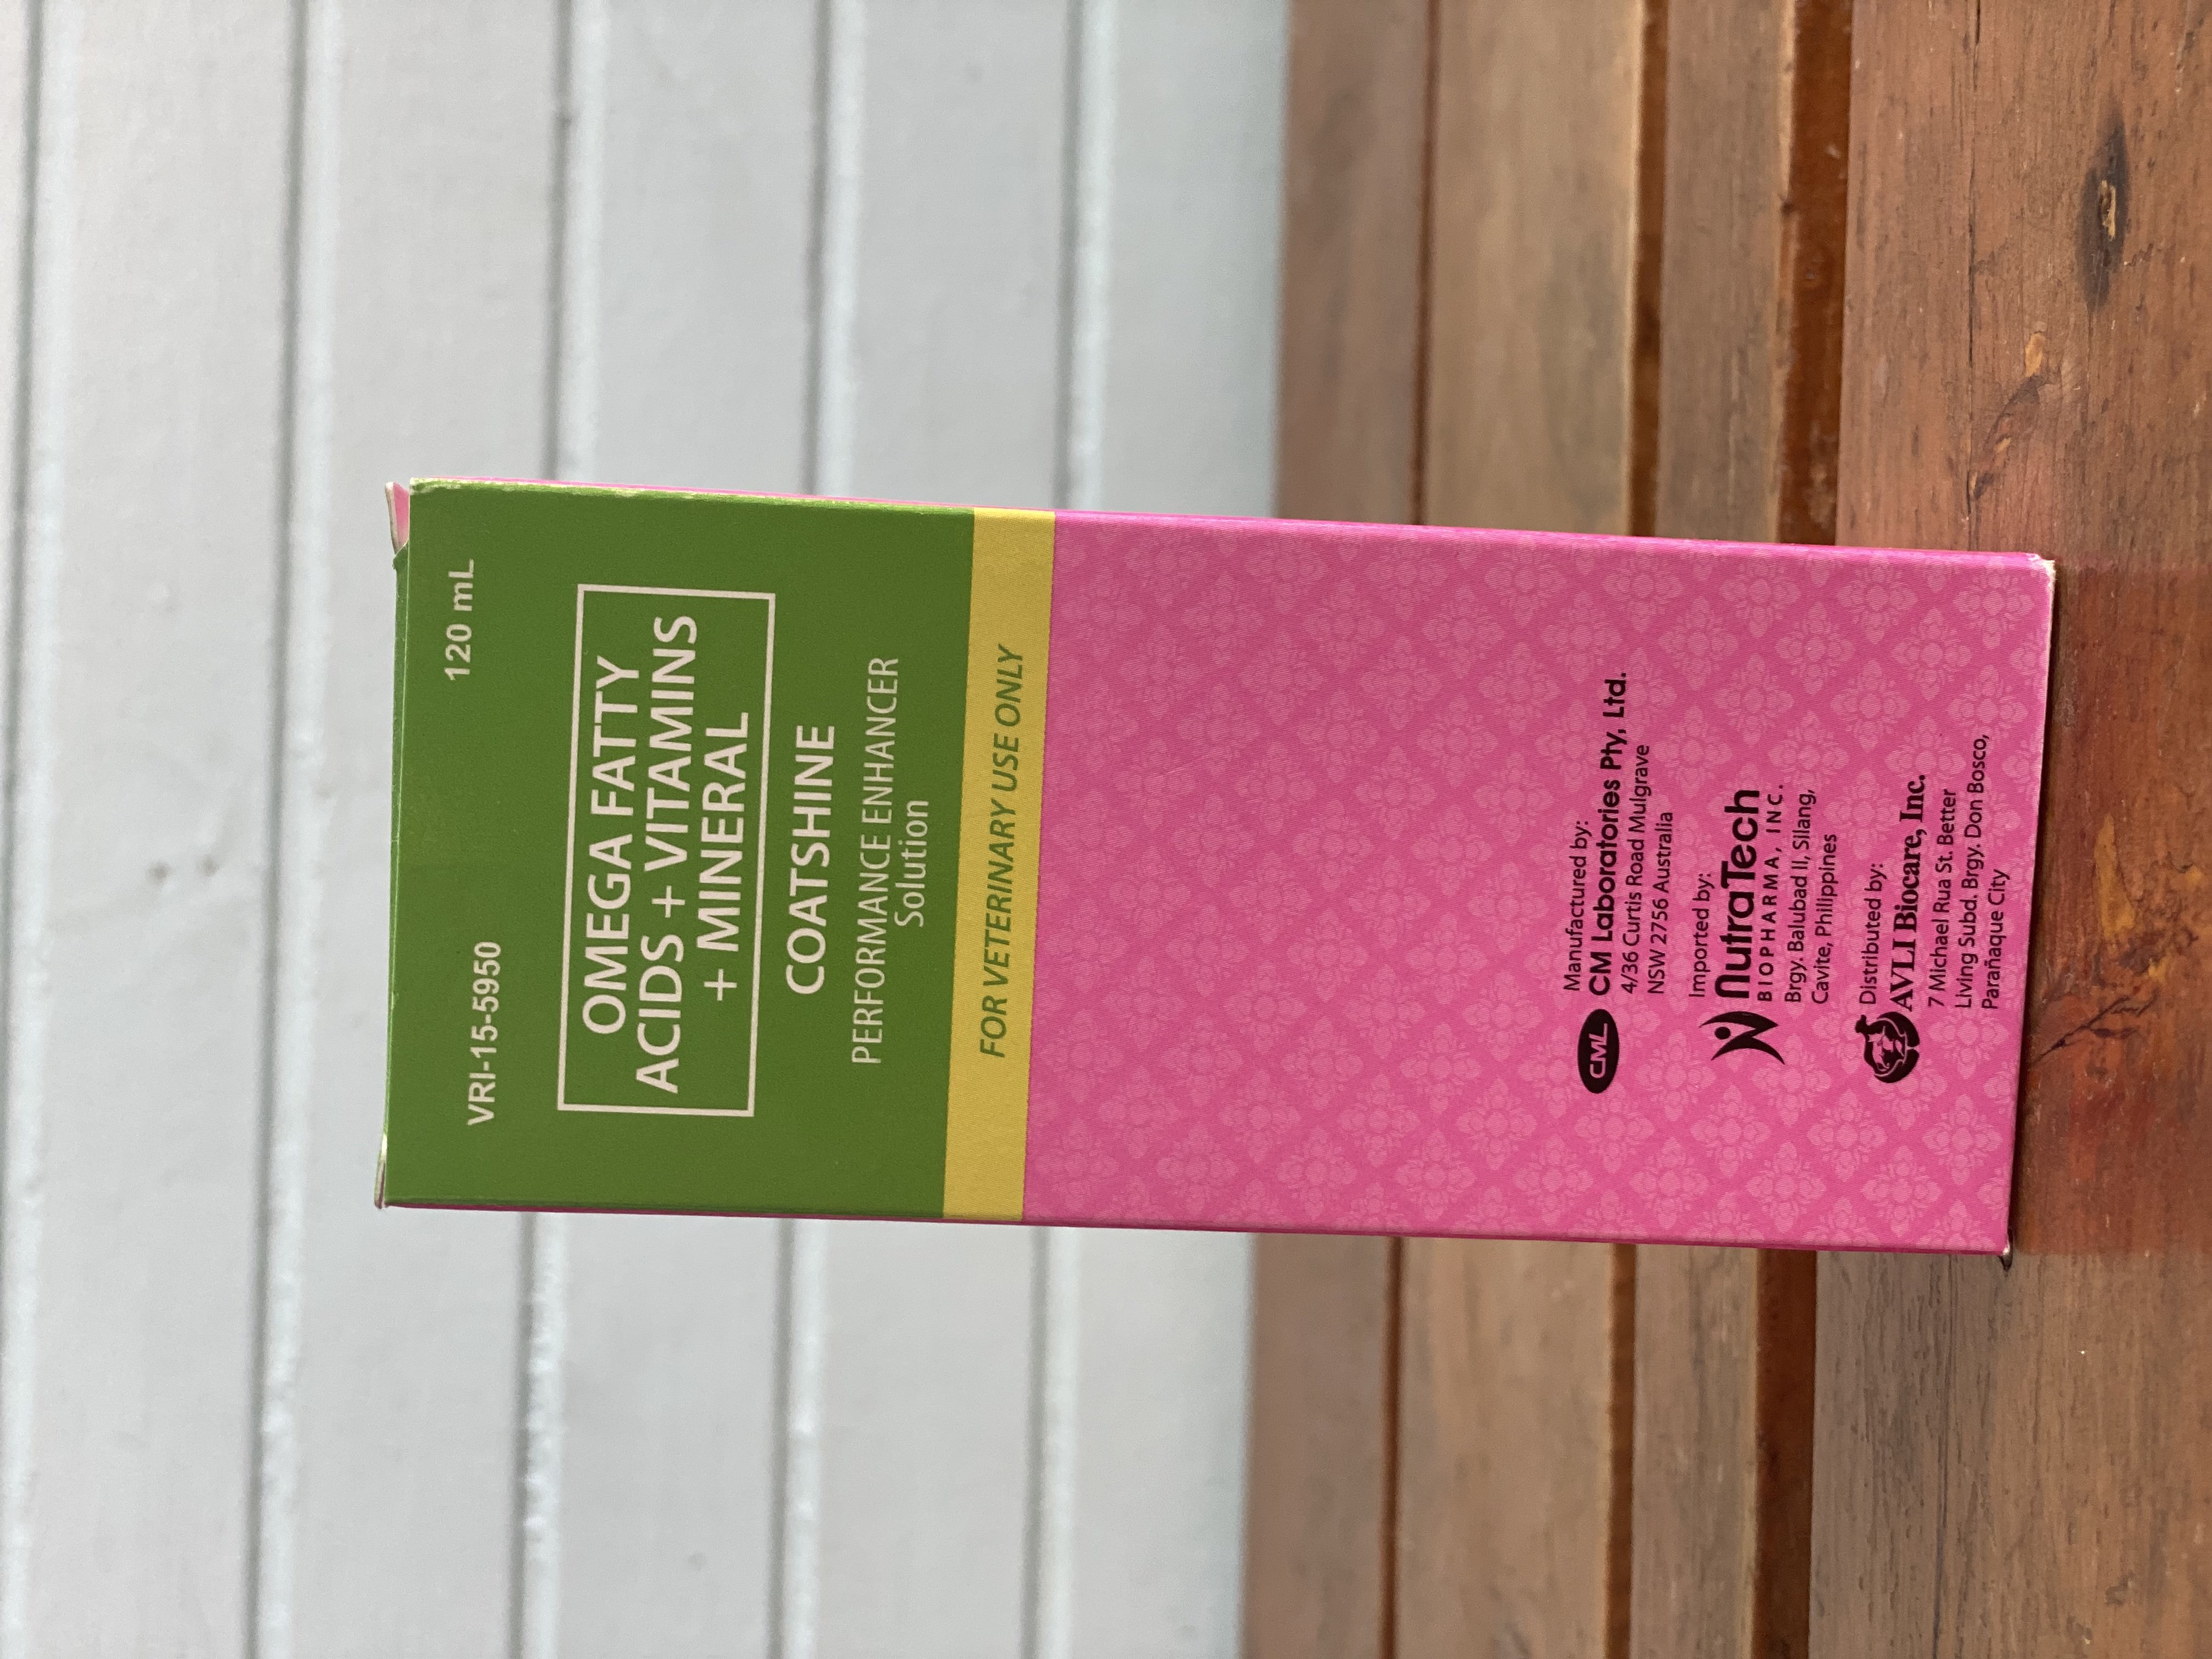 120 mL
VRI-15-5950
OMEGA FATTY
ACIDS + VITAMINS
+ MINERAL
COATSHINE
PERFORMANCE ENHANCER
Solution
FOR VETERINARY USE ONLY
Manufactured by:
CML
CM Laboratories Pty, Ltd.
4/36 Curtis Road Mulgrave
NSW 2756 Australia
Imported by:
NutraTech
BIOPHARMA, INC.
Brgy. Balubad II, Silang,
Cavite, Philippines
Distributed by:
AVLI Biocare, Inc.
7 Michael Rua St. Better
Living Subd. Brgy. Don Bosco,
Parañaque City